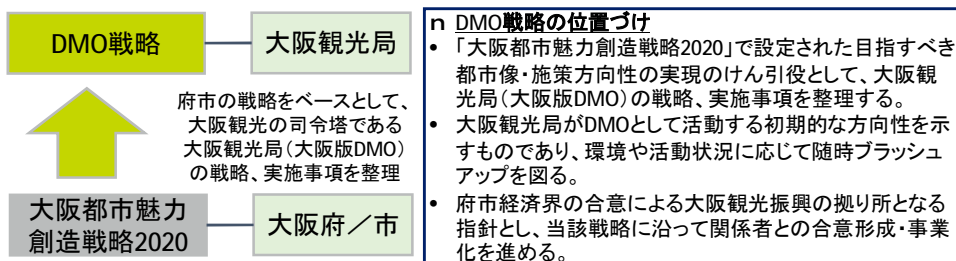 DMO戦略
大阪観光局
府市の戦略をベースとして、
大阪観光の司令塔である
大阪観光局(大阪版DMO)
の戦略、実施事項を整理
大阪都市魅力
創造戦略2020
大阪府／市
n DMO戦略の位置づけ
• 「大阪都市魅力創造戦略2020」で設定された目指すべき
都市像・施策方向性の実現のけん引役として、大阪観
光局(大阪版DMO)の戦略、実施事項を整理する。
• 大阪観光局がDMOとして活動する初期的な方向性を示
すものであり、環境や活動状況に応じて随時ブラッシュ
アップを図る。
• 府市経済界の合意による大阪観光振興の拠り所となる
指針とし、当該戦略に沿って関係者との合意形成・事業
化を進める。